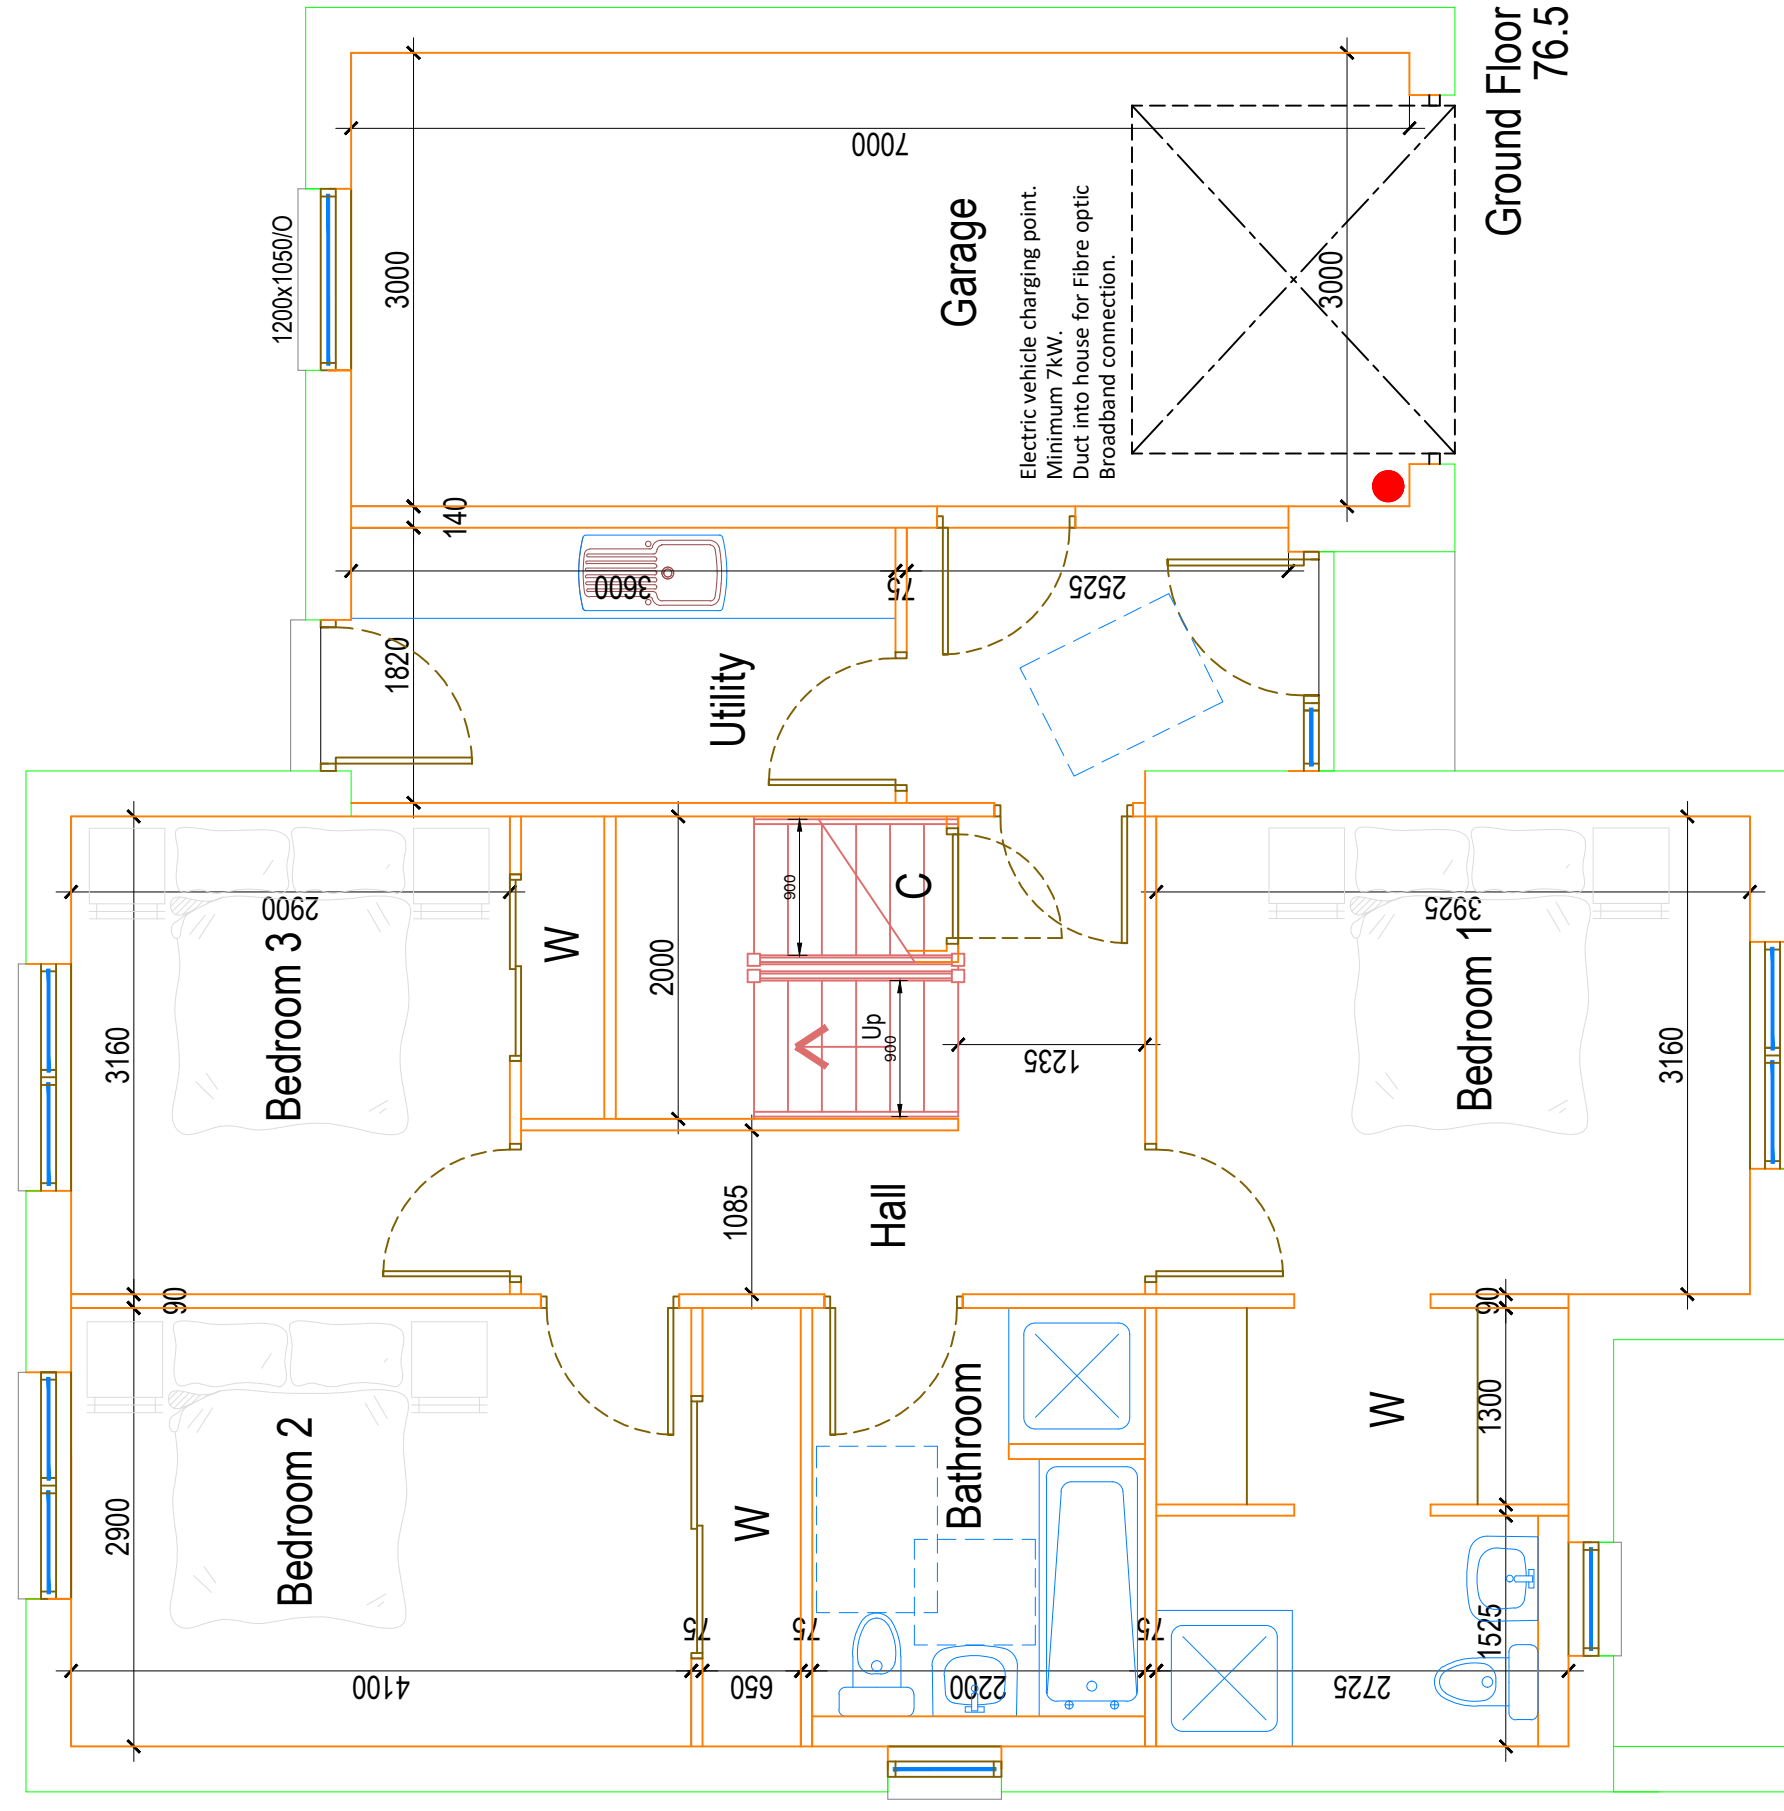 Ground Floor
76.5
1200x1050/O
3000
7000
Garage
Electric vehicle charging point.
Minimum 7kW.
Duct into house for Fibre optic
Broadband connection.
3000
140
3600
75
2525
1820
Utility
3160
2900
Bedroom 3
W
2000
900
C
Up
900
1235
3925
Bedroom 1
3160
1085
Hall
90
90
2900
Bedroom 2
W
Bathroom
W
1300
1525
4100
75
650
75
2200
75
2725